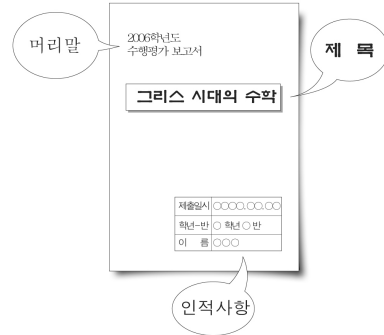 머리말
2006학년도
수행평가 보고서
제 목
그리스 시대의 수학
제출일시 ○○○○.○○.○○
학년-반 ○ 학년 ○ 반
이 름 ○○○
인적사항